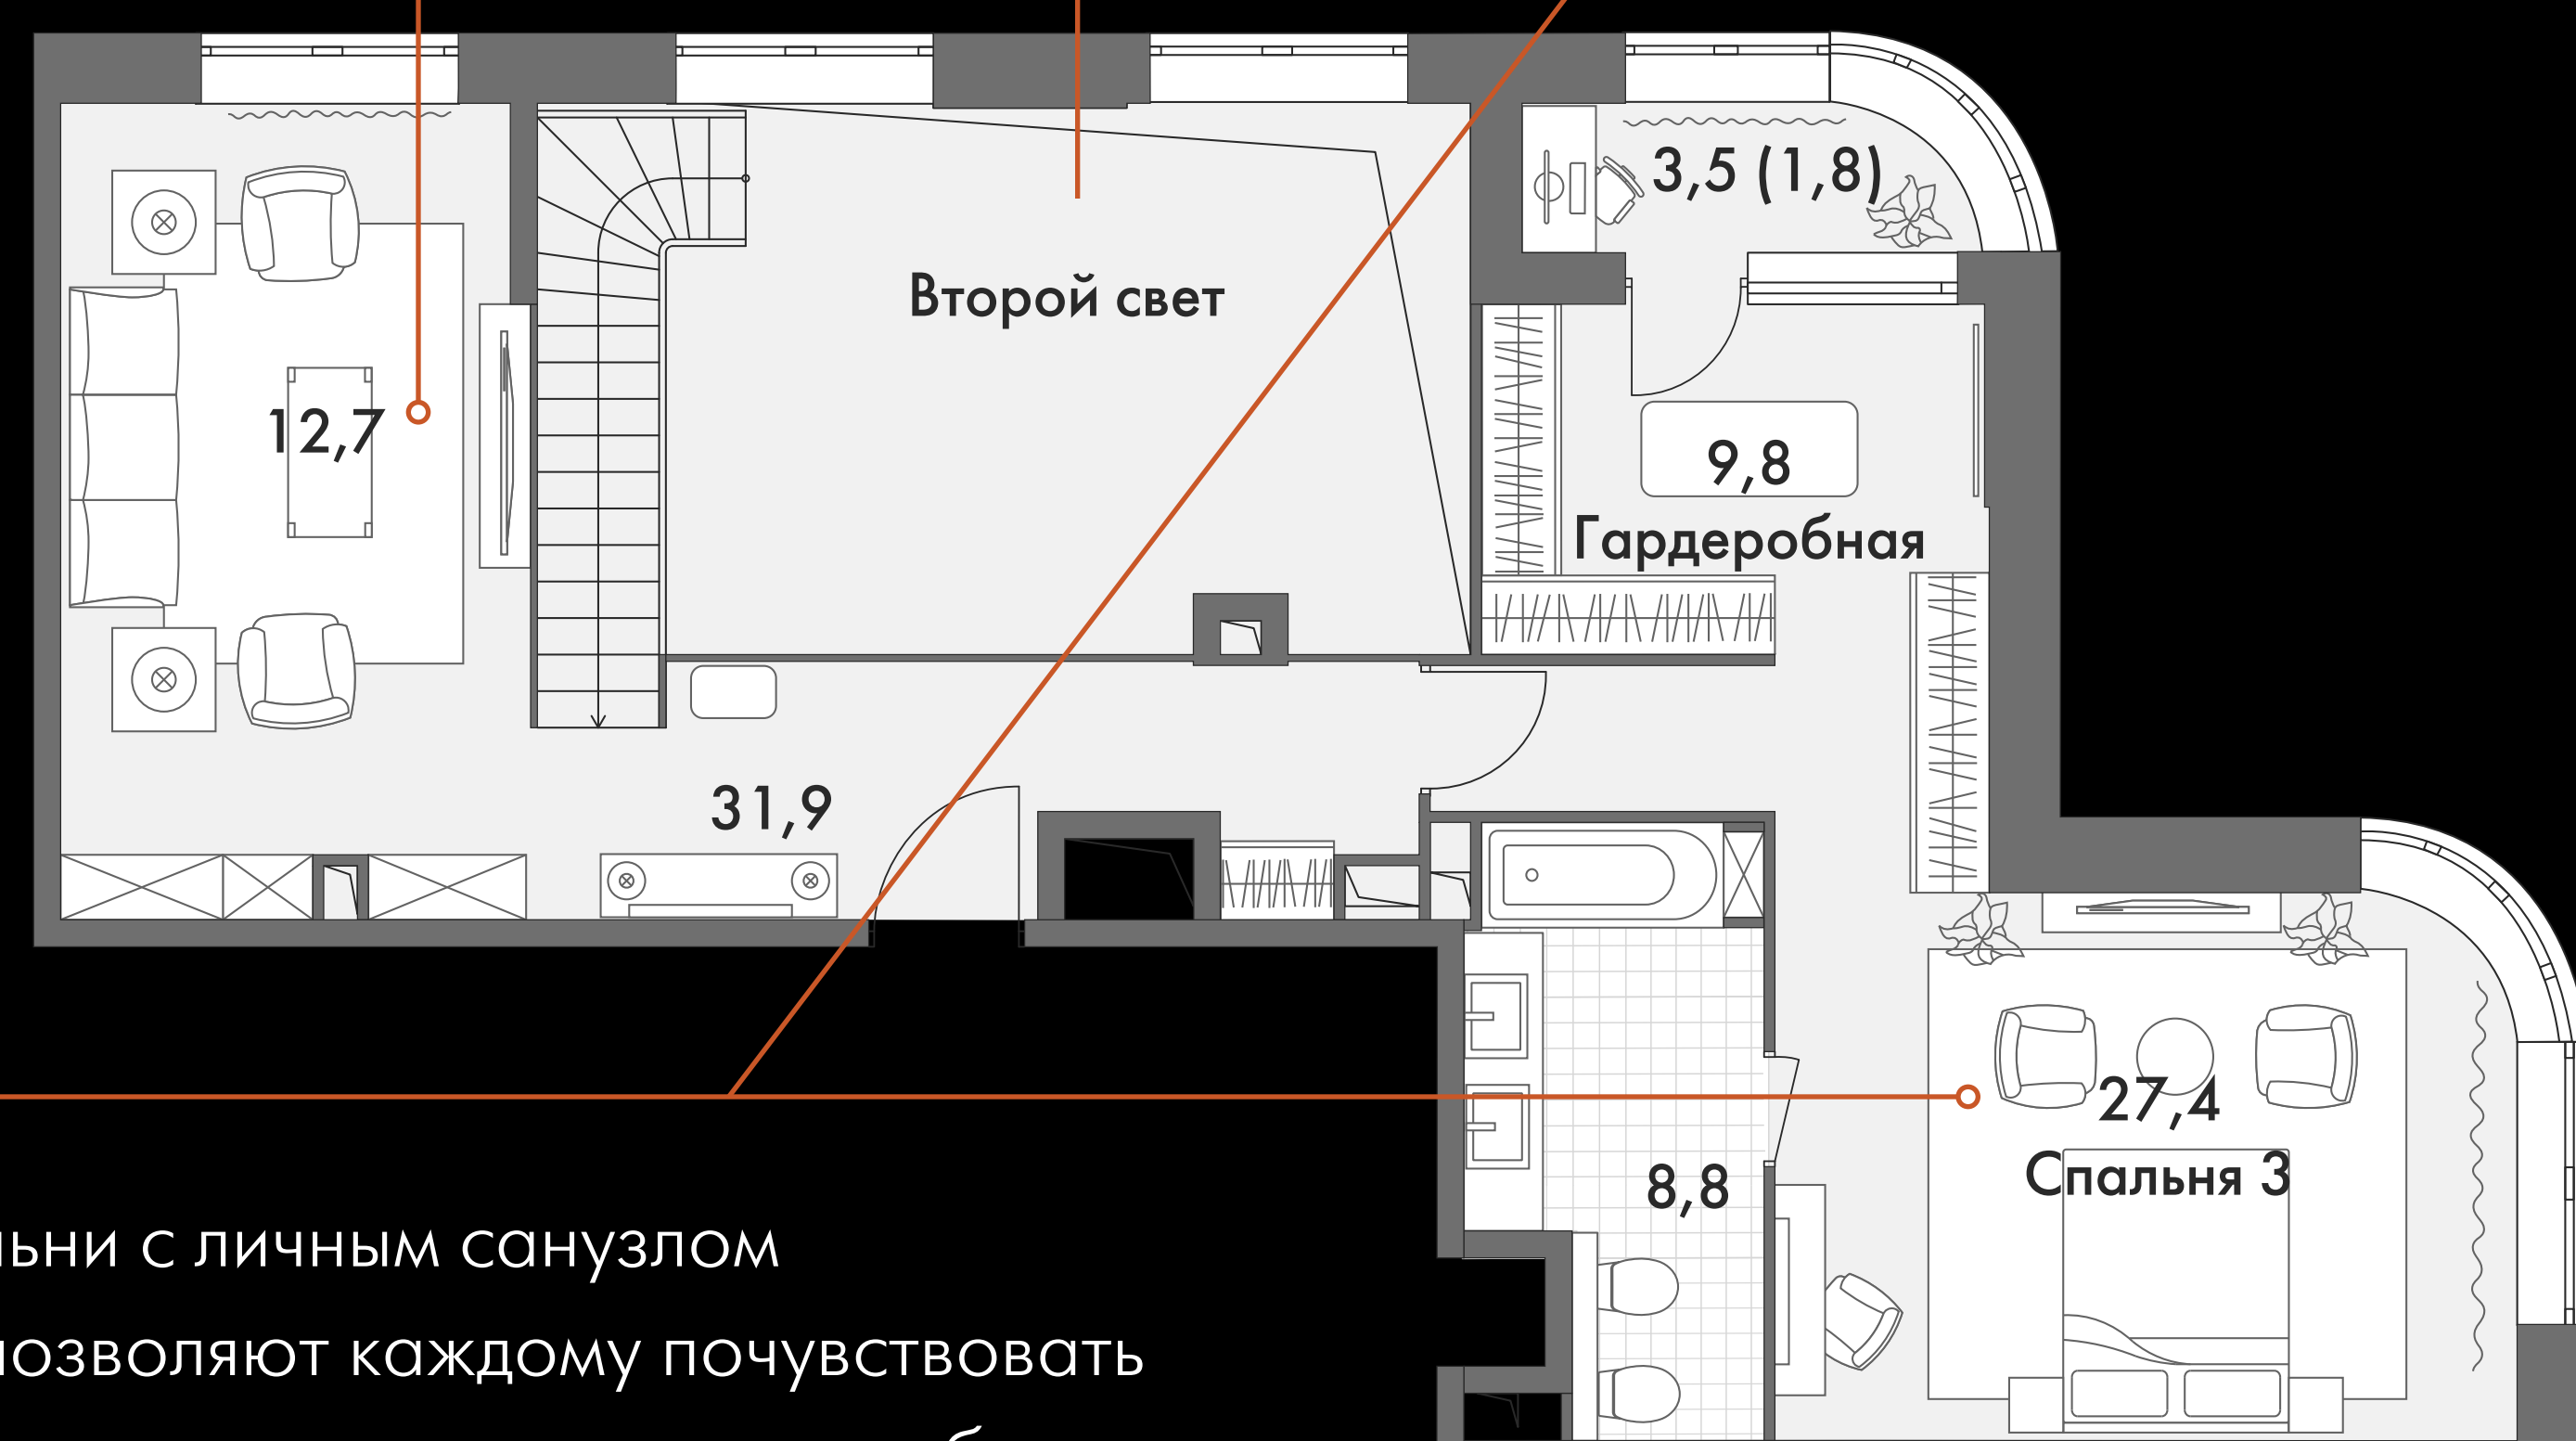 3,5 (1,8)
Второй свет
12,7
9,8
Гардеробная
31,9
27,4
Спальня 3
8,8
льни с личным санузлом
позволяют каждому почувствовать